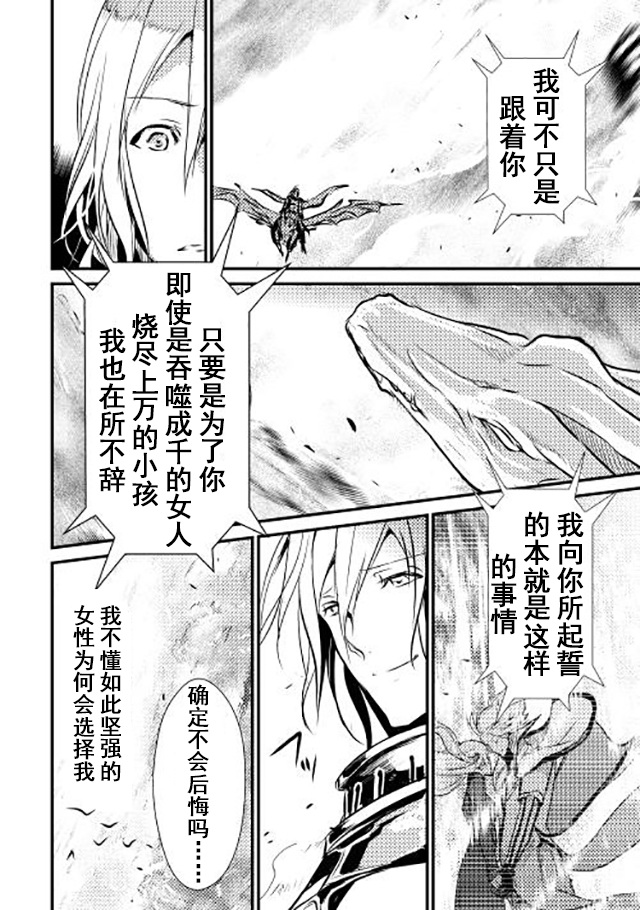 我可不只是
跟着你
只要是为了你
即使是吞噬成千的女人
烧尽上万的小孩
我也在所不辞
我向你所起誓
的本就是这样
的事情
确定不会后悔吗……
我不懂如此坚强的
女性为何会选择我